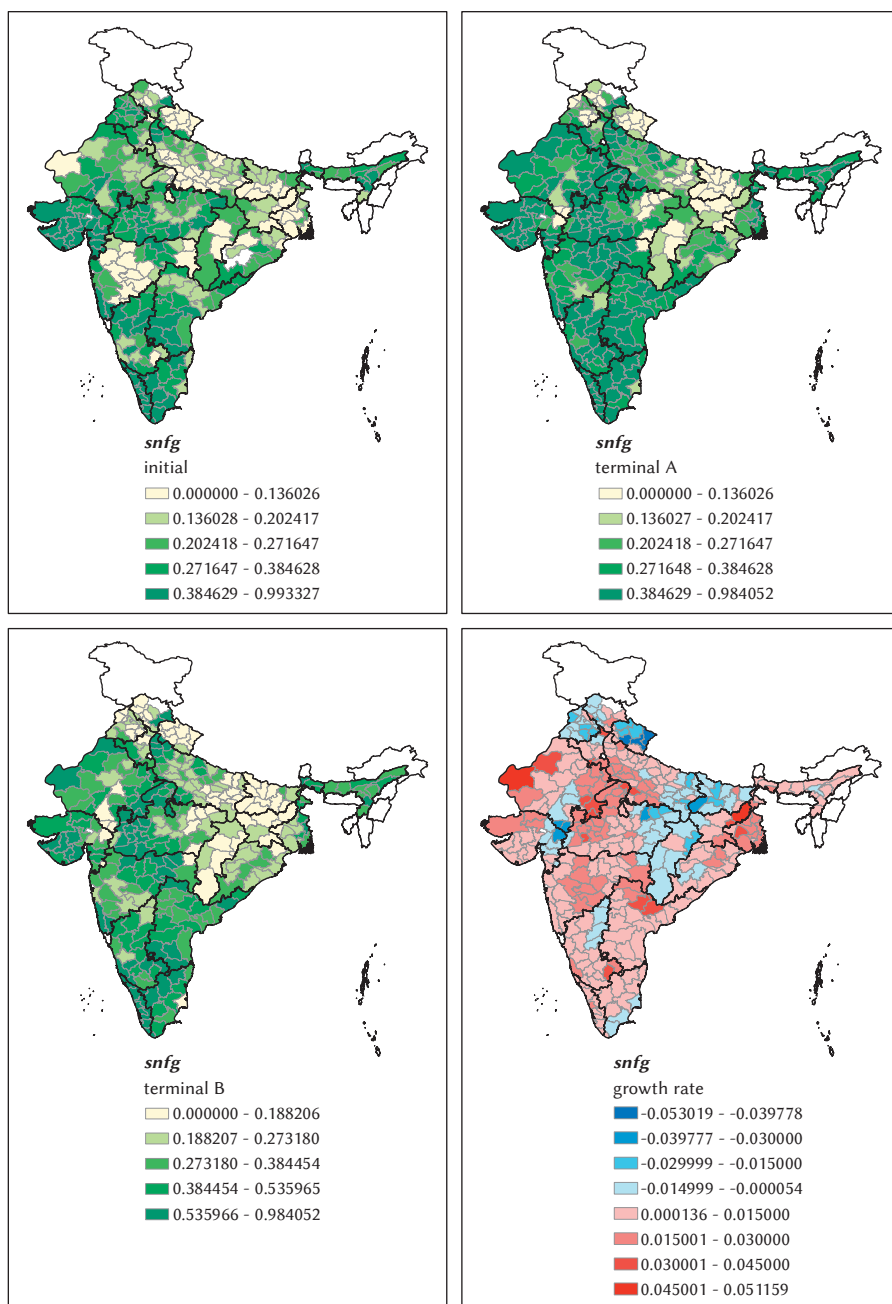 snfg
initial
0.000000 - 0.136026
0.136028 - 0.202417
0.202418 - 0.271647
0.271647 - 0.384628
0.384629 - 0.993327
snfg
terminal A
0.000000 - 0.136026
0.136027 - 0.202417
0.202418 - 0.271647
0.271648 - 0.384628
0.384629 - 0.984052
snfg
terminal B
0.000000 - 0.188206
0.188207 - 0.273180
0.273180 - 0.384454
0.384454 - 0.535965
0.535966 - 0.984052
snfg
growth rate
-0.053019 - -0.039778
-0.039777 - -0.030000
-0.029999 - -0.015000
-0.014999 - -0.000054
0.000136 - 0.015000
0.015001 - 0.030000
0.030001 - 0.045000
0.045001 - 0.051159